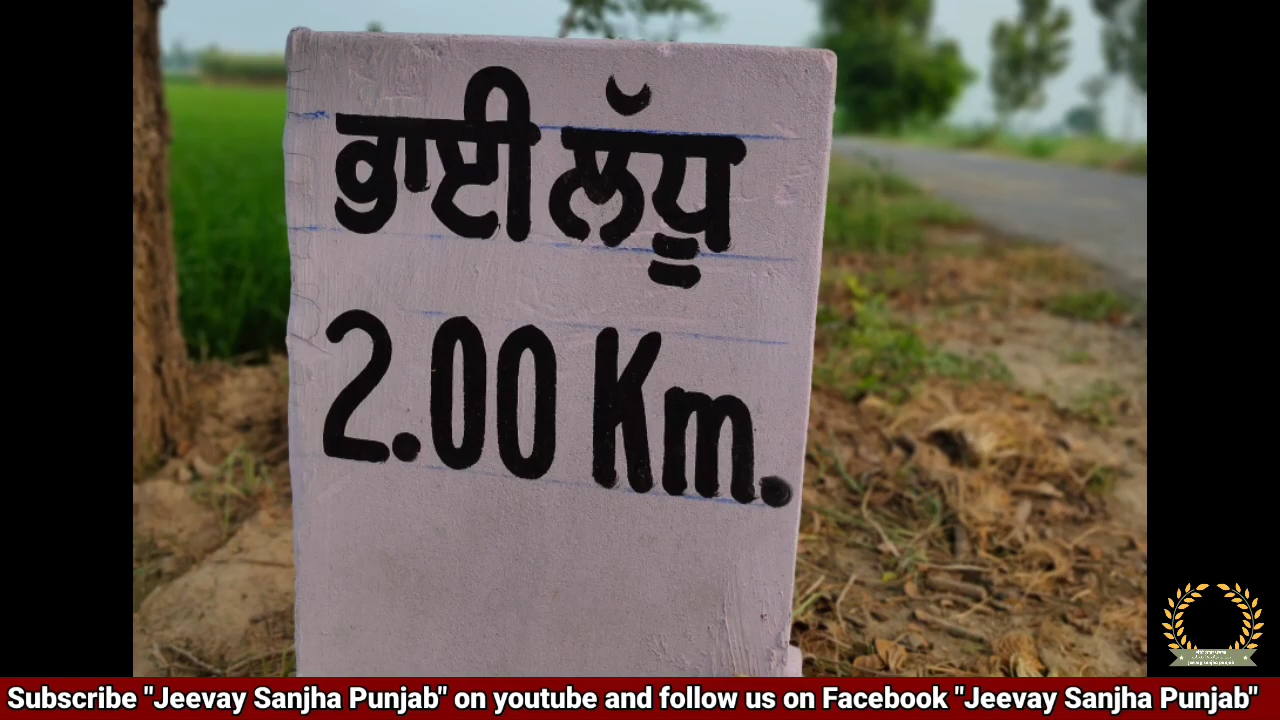 ਭਾਈ ਲੱਧੂ
2.00 Km.
Subscribe "Jeevay Sanjha Punjab" on youtube and follow us on Facebook "Jeevay Sanjha Punjab"